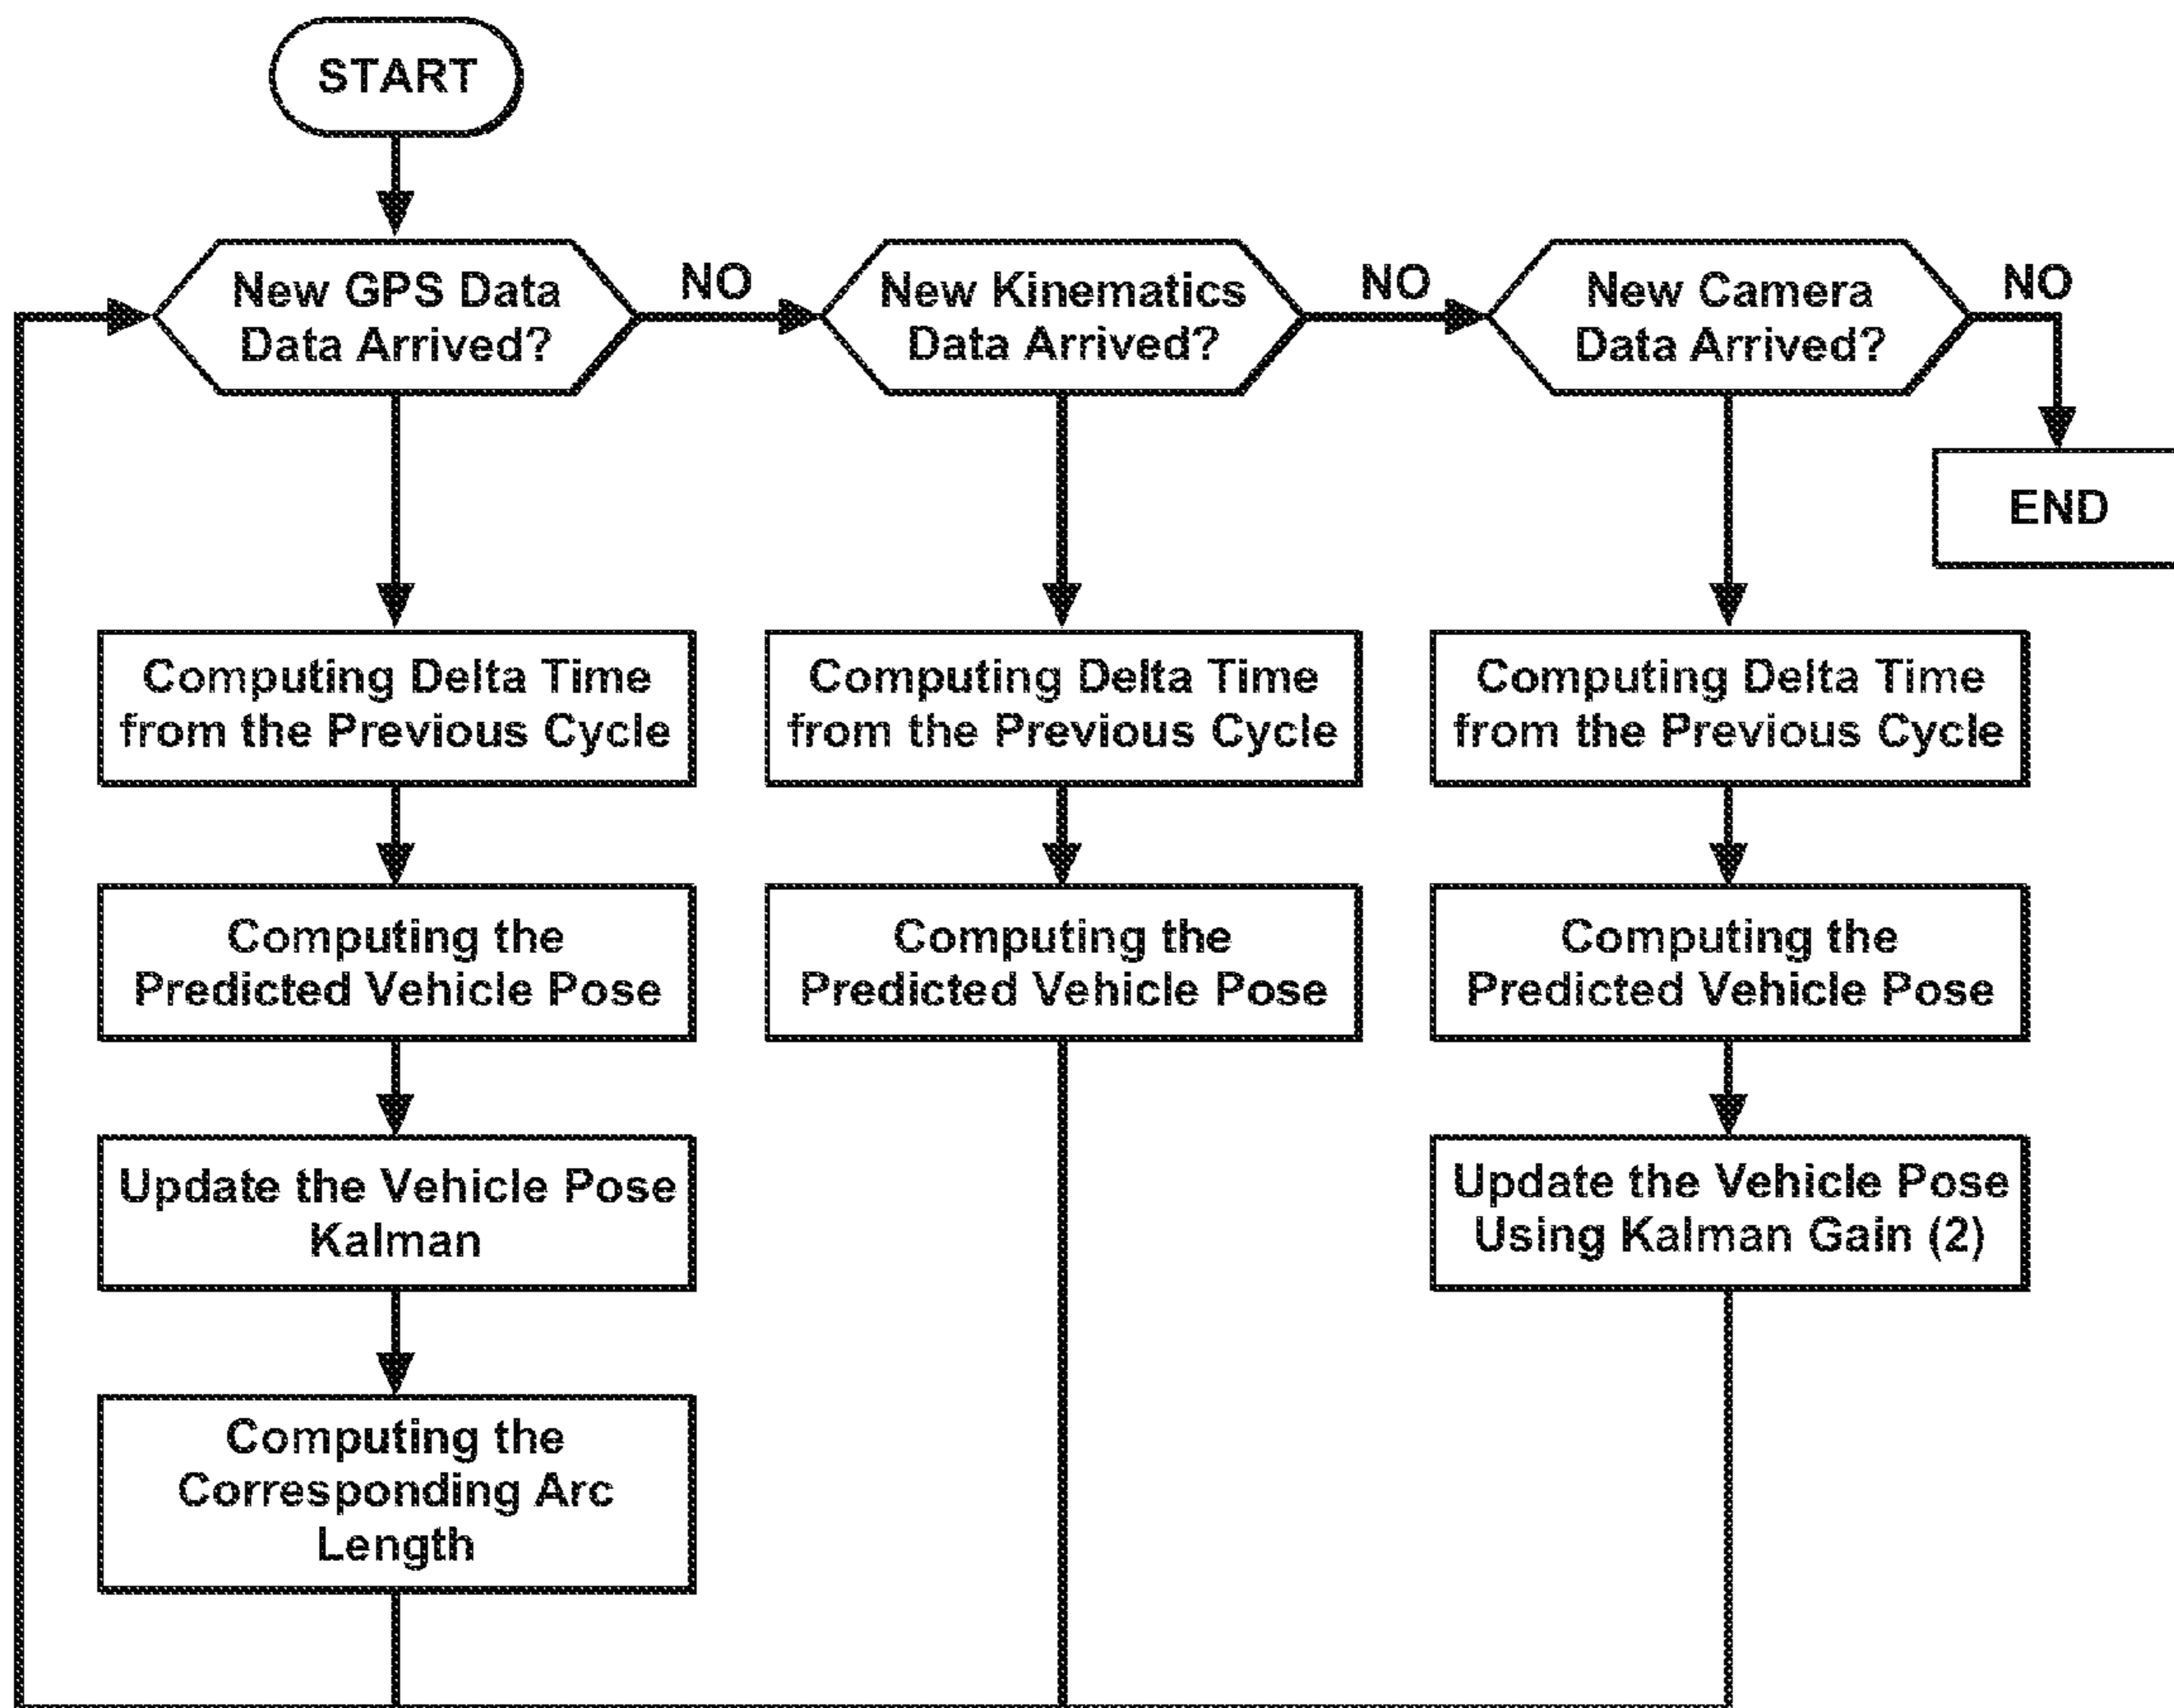 START
New GPS Data
Data Arrived?
NO
New Kinematics
Data Arrived?
NO
New Camera
Data Arrived?
NO
END
Computing Delta Time
from the Previous Cycle
Computing Delta Time
from the Previous Cycle
Computing Delta Time
from the Previous Cycle
Computing the
Predicted Vehicle Pose
Computing the
Predicted Vehicle Pose
Computing the
Predicted Vehicle Pose
Update the Vehicle Pose
Kalman
Update the Vehicle Pose
Using Kalman Gain (2)
Computing the
Corresponding Arc
Length